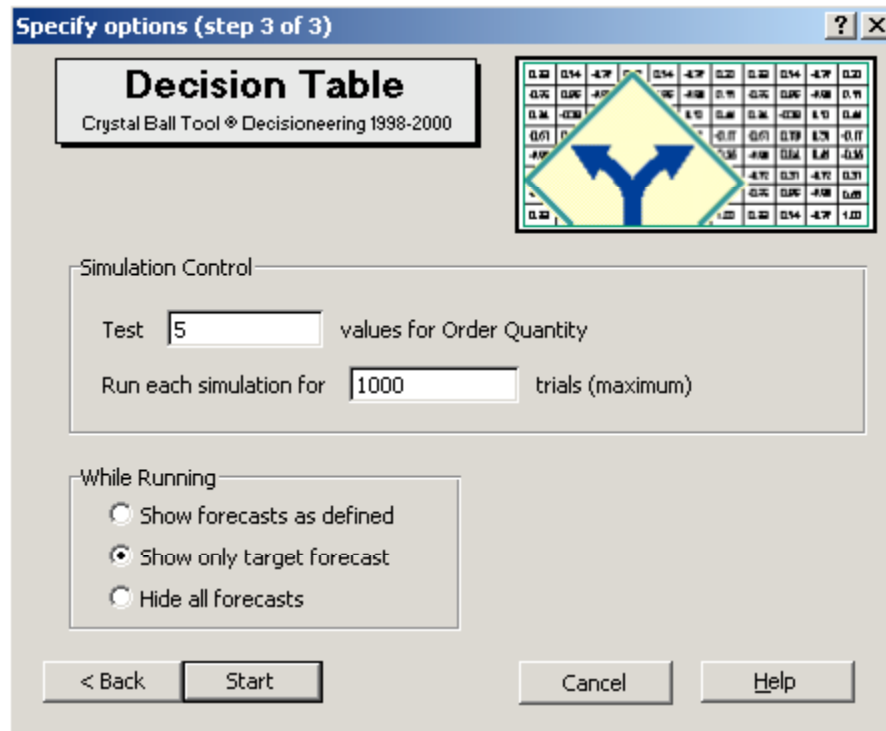 Specify options (step 3 of 3)
Decision Table
Crystal Ball Tool ® Decisioneering 1998-2000
Simulation Control
Test 5 values for Order Quantity
Run each simulation for 1000 trials (maximum)
While Running
Show forecasts as defined
Show only target forecast
Hide all forecasts
< Back Start Cancel Help